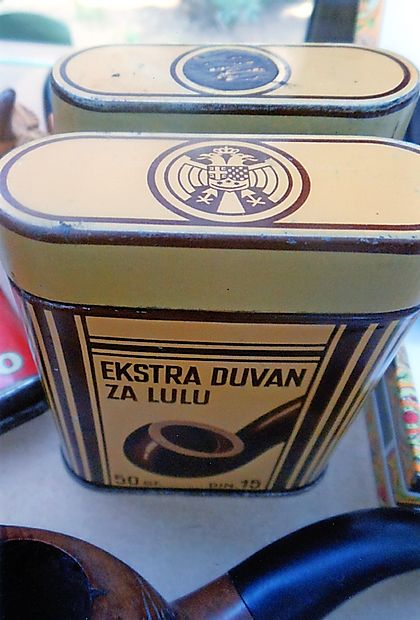 EKSTRA DUVAN
ZA LULU
50 GR. DIN. 15
O